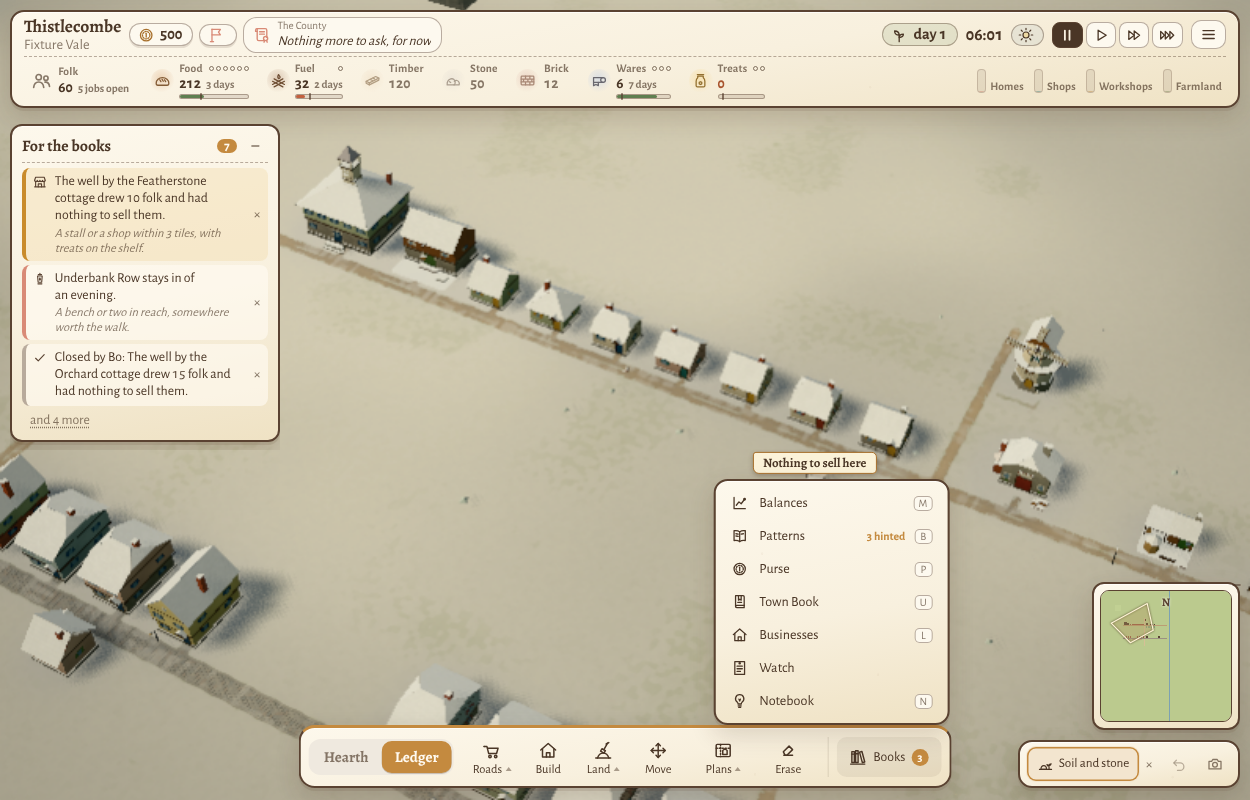 Thistlecombe
Fixture Vale
500
The County
Nothing more to ask, for now
day 1
06:01
Folk
60 5 jobs open
Food
212 3 days
Fuel
32 2 days
Timber
120
Stone
50
Brick
12
Wares
6 7 days
Treats
0
Homes
Shops
Workshops
Farmland
For the books
7
The well by the Featherstone
cottage drew 10 folk and had
nothing to sell them.
A stall or a shop within 3 tiles, with
treats on the shelf.
Underbank Row stays in of
an evening.
A bench or two in reach, somewhere
worth the walk.
Closed by Bo: The well by the
Orchard cottage drew 15 folk and
had nothing to sell them.
and 4 more
Nothing to sell here
Balances M
Patterns 3 hinted B
Purse P
Town Book U
Businesses L
Watch
Notebook N
N
Hearth
Ledger
Roads
Build
Land
Move
Plans
Erase
Books 3
Soil and stone